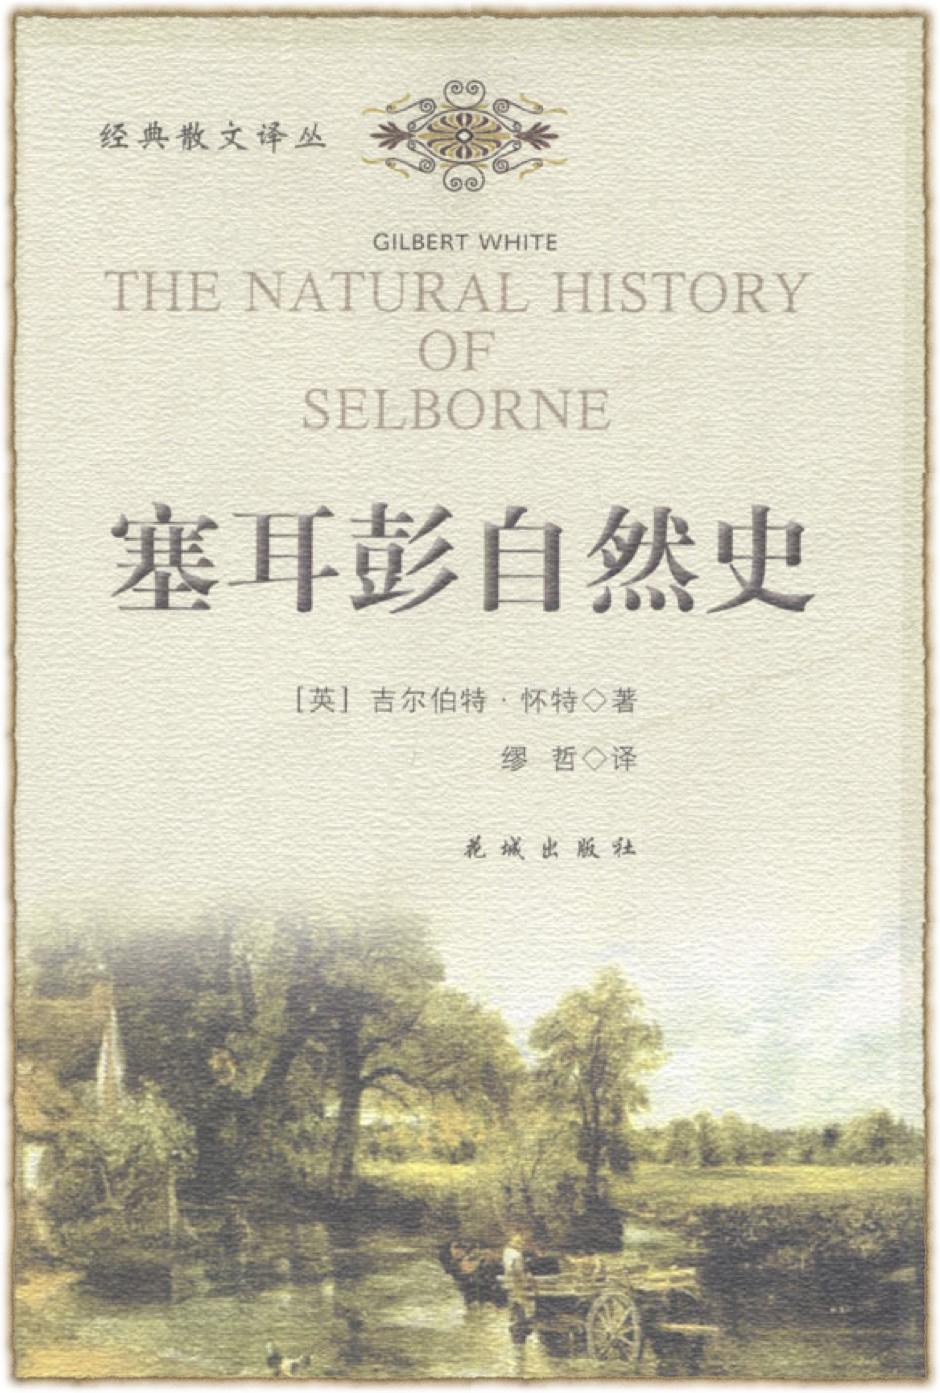 经典散文译丛
GILBERT WHITE
THE NATURAL HISTORY
OF
SELBORNE
塞耳彭自然史
[英] 吉尔伯特·怀特◇著
缪 哲◇译
花城出版社